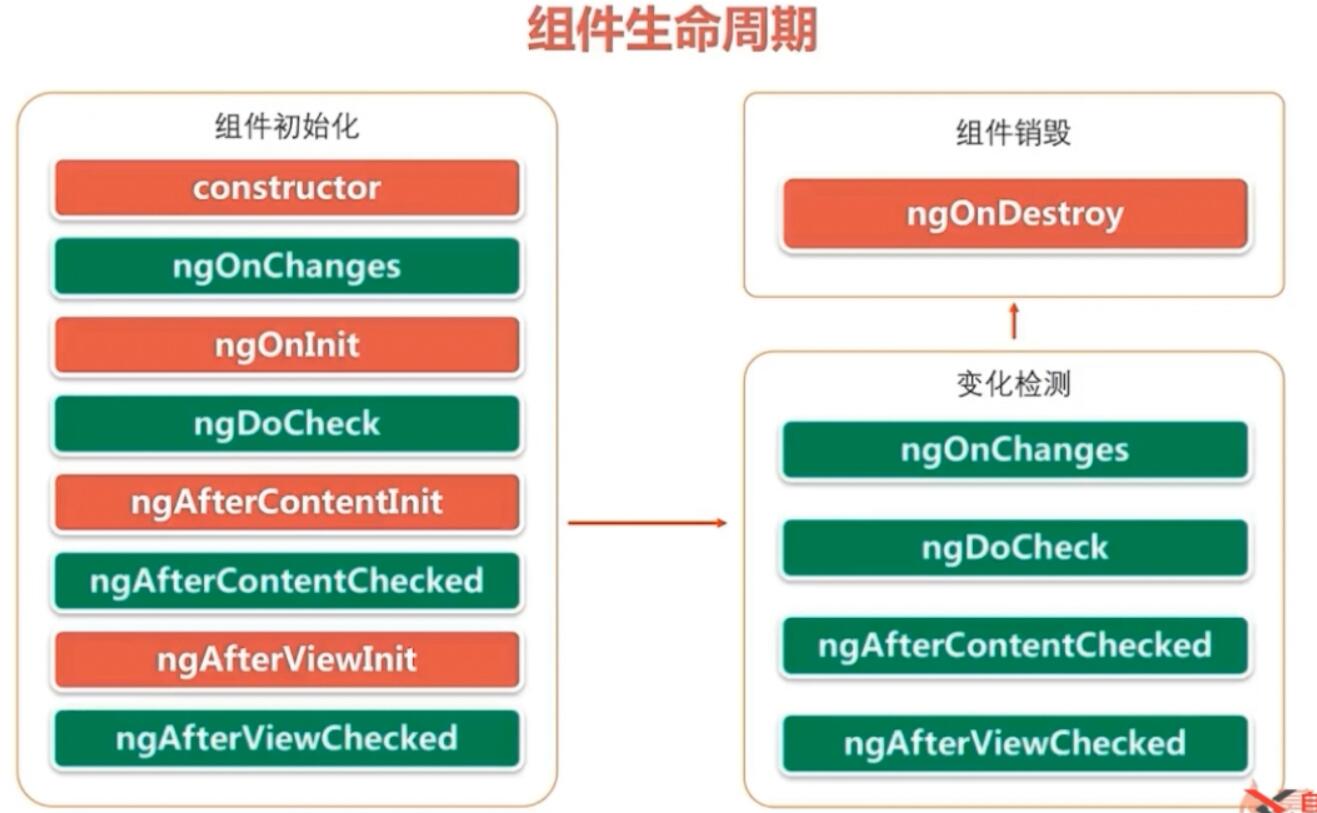 组件生命周期
组件初始化
constructor
ngOnChanges
ngOnInit
ngDoCheck
ngAfterContentInit
ngAfterContentChecked
ngAfterViewInit
ngAfterViewChecked
组件销毁
ngOnDestroy
变化检测
ngOnChanges
ngDoCheck
ngAfterContentChecked
ngAfterViewChecked